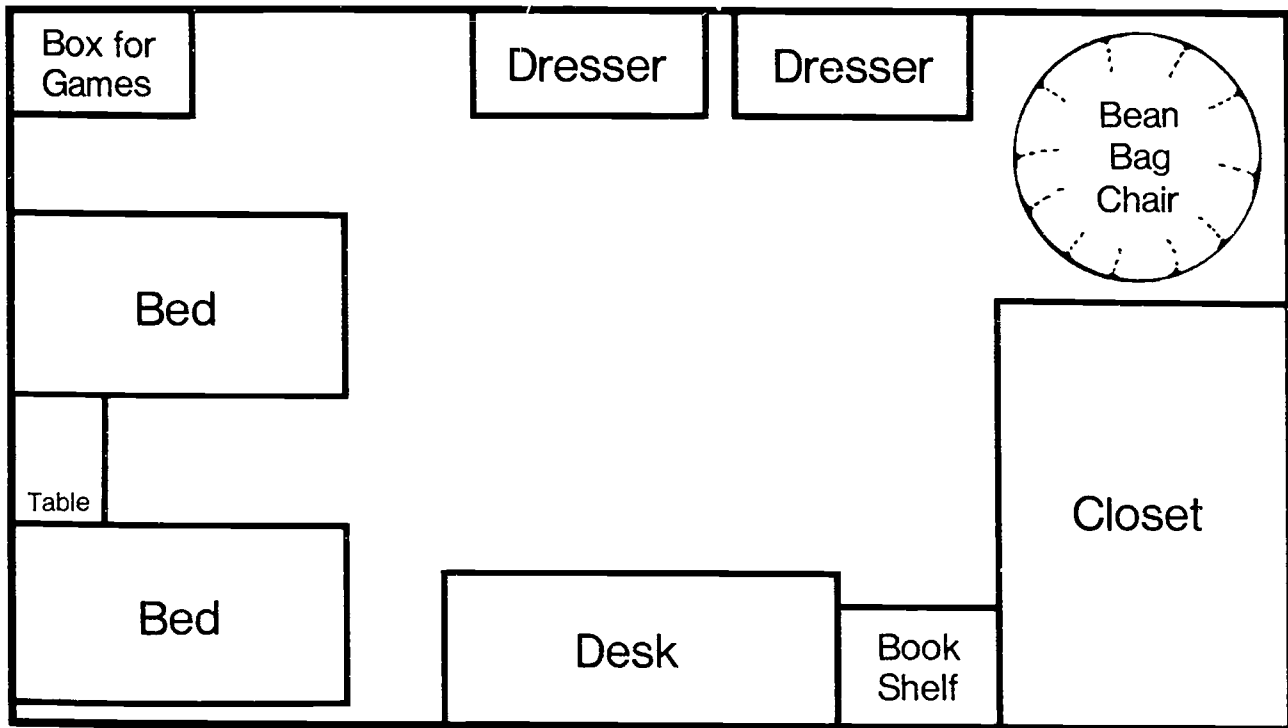 Box for
Games
Dresser
Dresser
Bean
Bag
Chair
Bed
Table
Closet
Bed
Desk
Book
Shelf